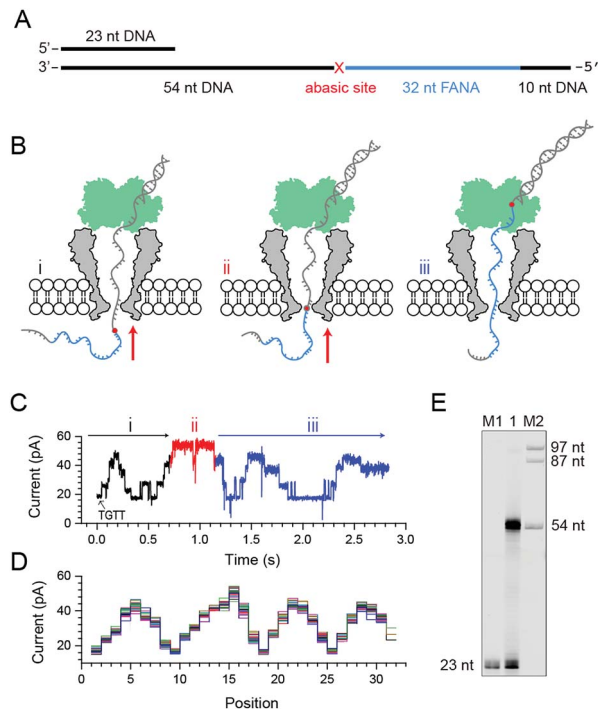 A
23 nt DNA
5'–
3'–
X
–5'
54 nt DNA
abasic site
32 nt FANA
10 nt DNA
B
i
ii
iii
C
i
ii
iii
Current (pA)
60
40
20
0
TGTT
0.0
0.5
1.0
1.5
2.0
2.5
3.0
Time (s)
D
Current (pA)
60
40
20
0
5
10
15
20
25
30
Position
E
M1 1 M2
97 nt
87 nt
54 nt
23 nt